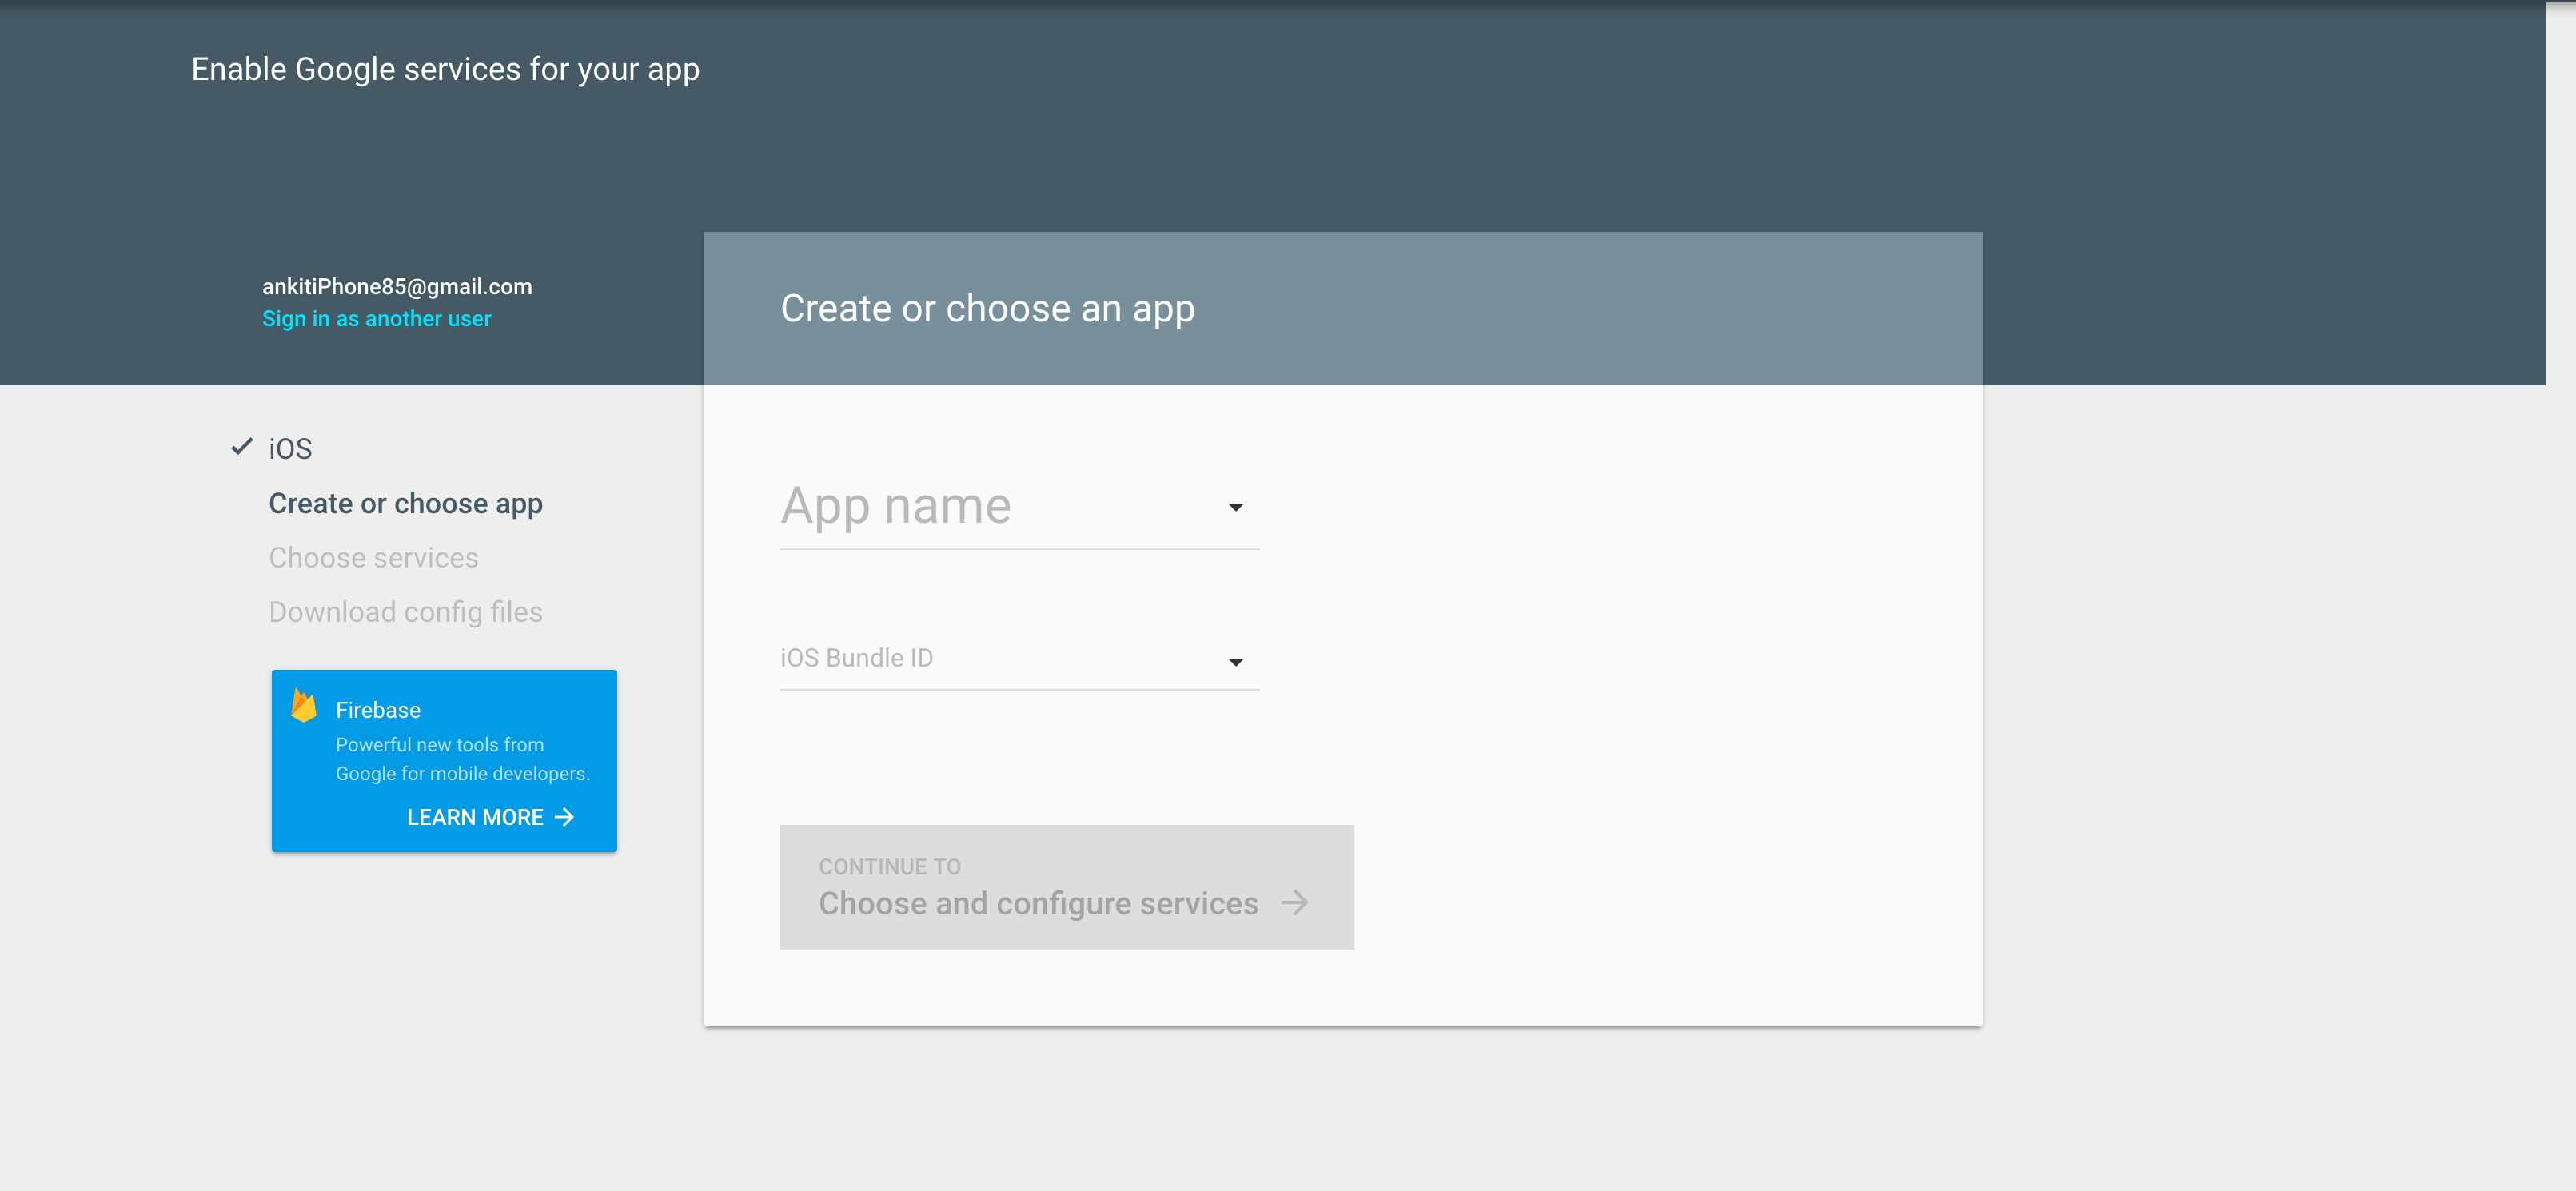 Enable Google services for your app
ankitiPhone85@gmail.com
Sign in as another user
Create or choose an app
iOS
Create or choose app
Choose services
Download config files
Firebase
Powerful new tools from
Google for mobile developers.
LEARN MORE
App name
iOS Bundle ID
CONTINUE TO
Choose and configure services